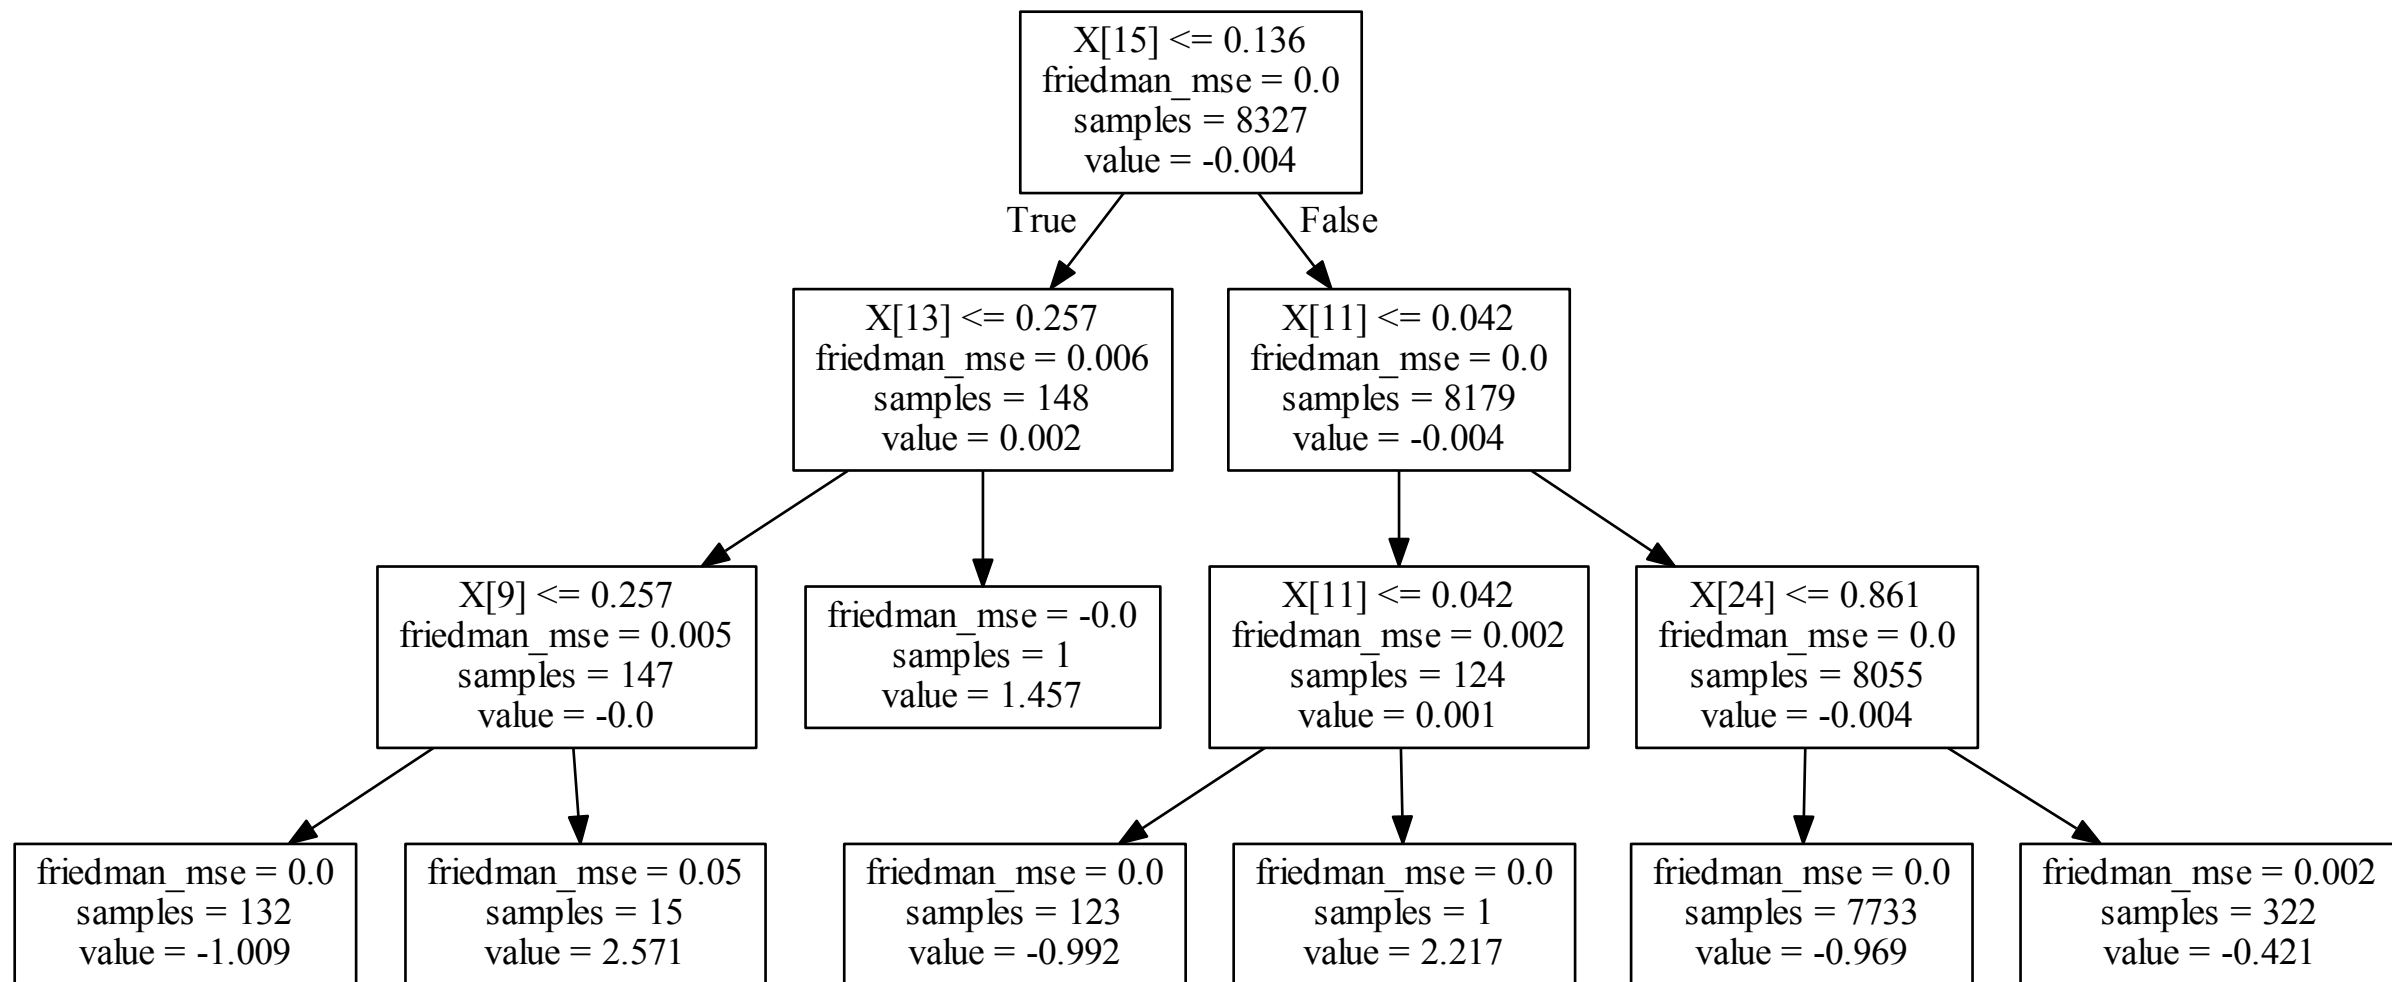 X[15] <= 0.136
friedman_mse = 0.0
samples = 8327
value = -0.004
True
False
X[13] <= 0.257
friedman_mse = 0.006
samples = 148
value = 0.002
X[11] <= 0.042
friedman_mse = 0.0
samples = 8179
value = -0.004
X[9] <= 0.257
friedman_mse = 0.005
samples = 147
value = -0.0
friedman_mse = -0.0
samples = 1
value = 1.457
X[11] <= 0.042
friedman_mse = 0.002
samples = 124
value = 0.001
X[24] <= 0.861
friedman_mse = 0.0
samples = 8055
value = -0.004
friedman_mse = 0.0
samples = 132
value = -1.009
friedman_mse = 0.05
samples = 15
value = 2.571
friedman_mse = 0.0
samples = 123
value = -0.992
friedman_mse = 0.0
samples = 1
value = 2.217
friedman_mse = 0.0
samples = 7733
value = -0.969
friedman_mse = 0.002
samples = 322
value = -0.421